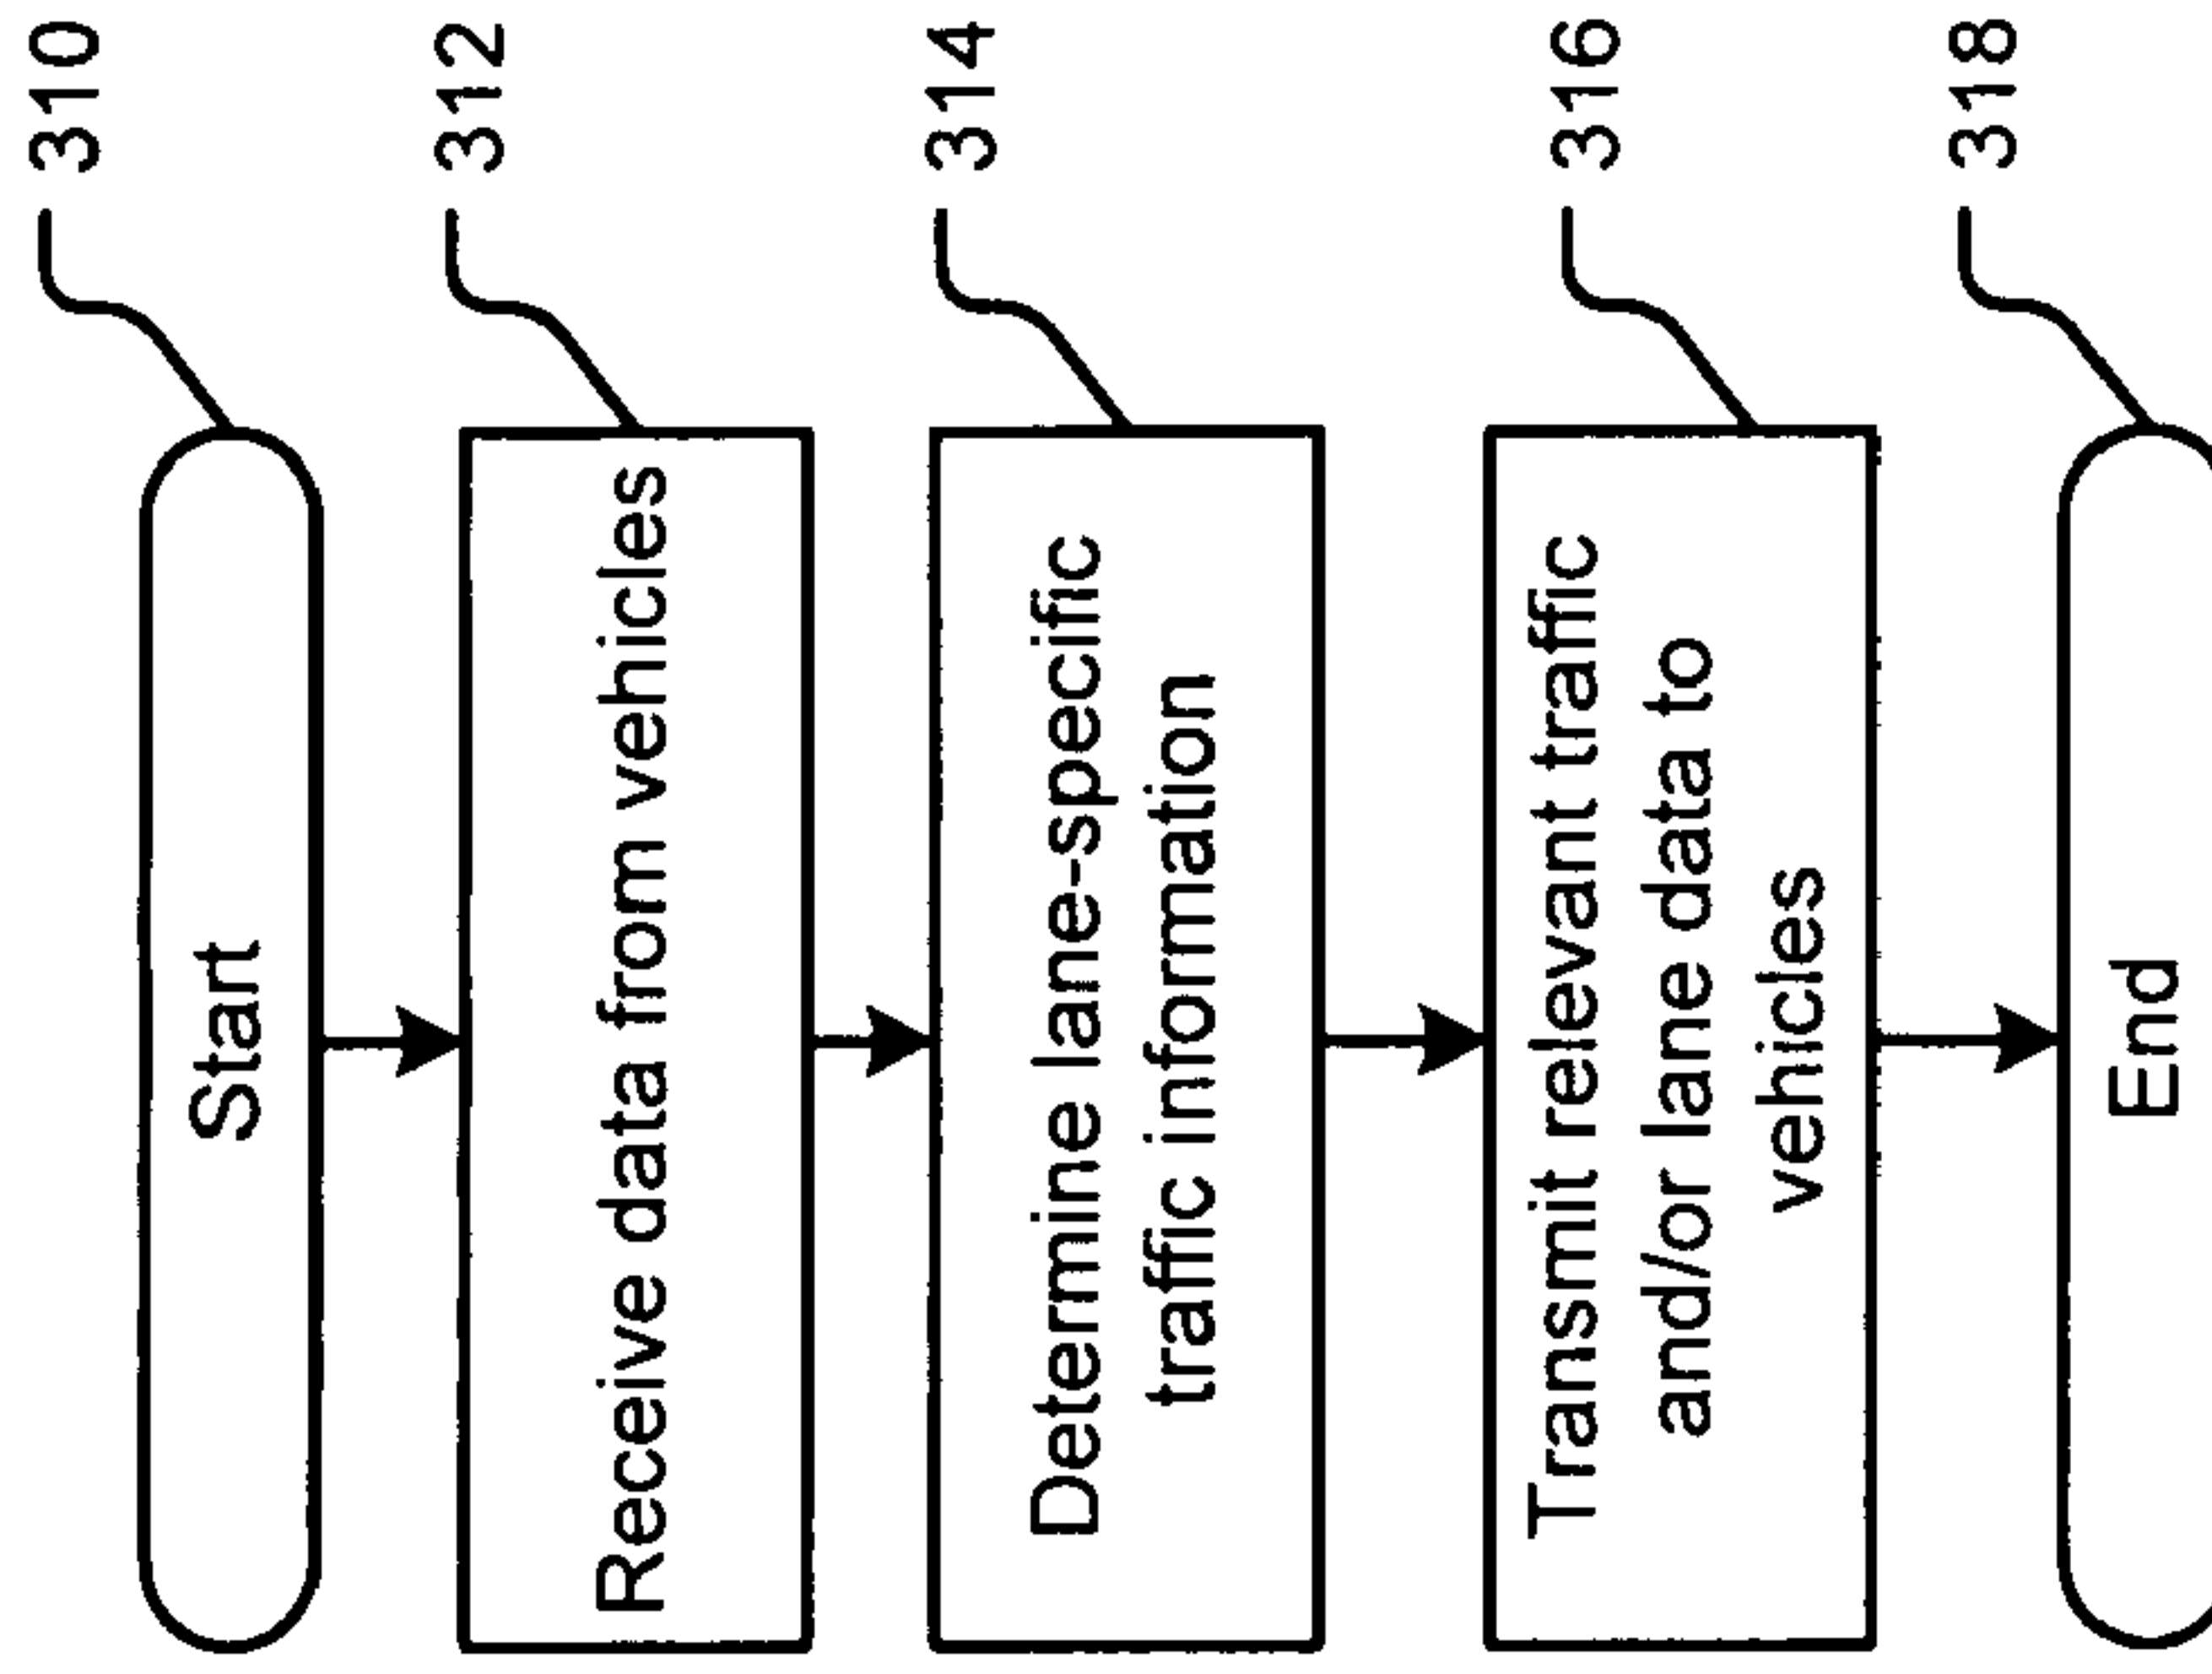 Start
310
Receive data from vehicles
312
Determine lane-specific
traffic information
314
Transmit relevant traffic
and/or lane data to
vehicles
316
End
318